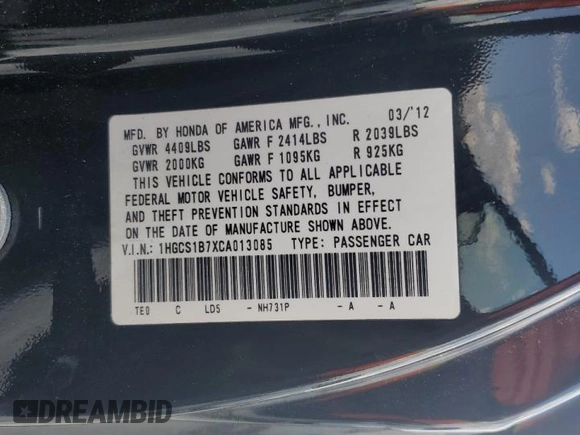 MFD. BY HONDA OF AMERICA MFG., INC. 03/'12
GVWR 4409LBS GAWR F 2414LBS R 2039LBS
GVWR 2000KG GAWR F 1095KG R 925KG
THIS VEHICLE CONFORMS TO ALL APPLICABLE
FEDERAL MOTOR VEHICLE SAFETY, BUMPER,
AND THEFT PREVENTION STANDARDS IN EFFECT
ON THE DATE OF MANUFACTURE SHOWN ABOVE.
V.I.N.: 1HGCS1B7XCA013085 TYPE: PASSENGER CAR
TE0 C LD5 - NH731P - A - A
DREAMBID